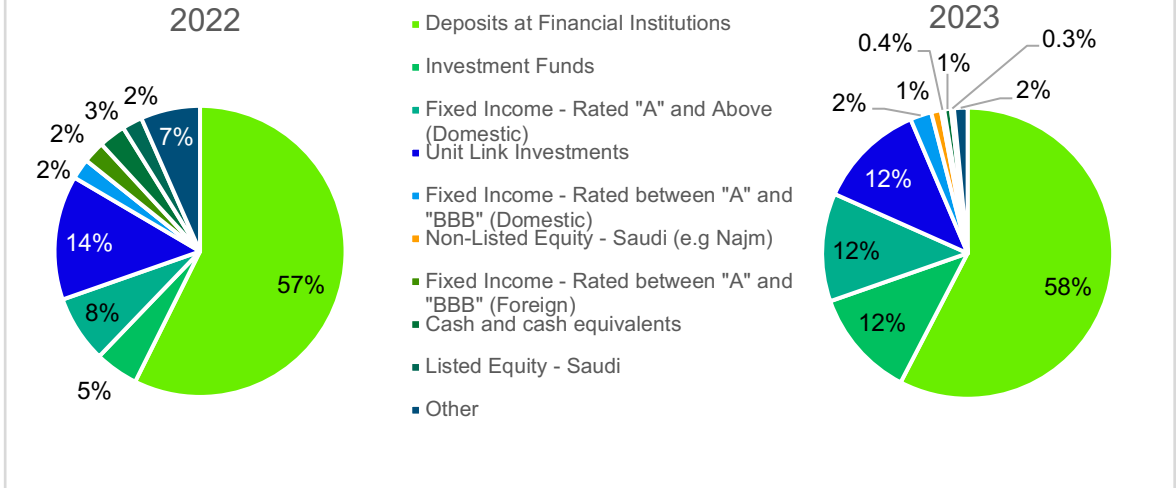 2022
2%
3%
2%
2%
7%
14%
8%
5%
57%
Deposits at Financial Institutions
Investment Funds
Fixed Income - Rated "A" and Above
(Domestic)
Unit Link Investments
Fixed Income - Rated between "A" and
"BBB" (Domestic)
Non-Listed Equity - Saudi (e.g Najm)
Fixed Income - Rated between "A" and
"BBB" (Foreign)
Cash and cash equivalents
Listed Equity - Saudi
Other
2023
0.4%
1%
0.3%
2%
1%
2%
12%
12%
12%
58%